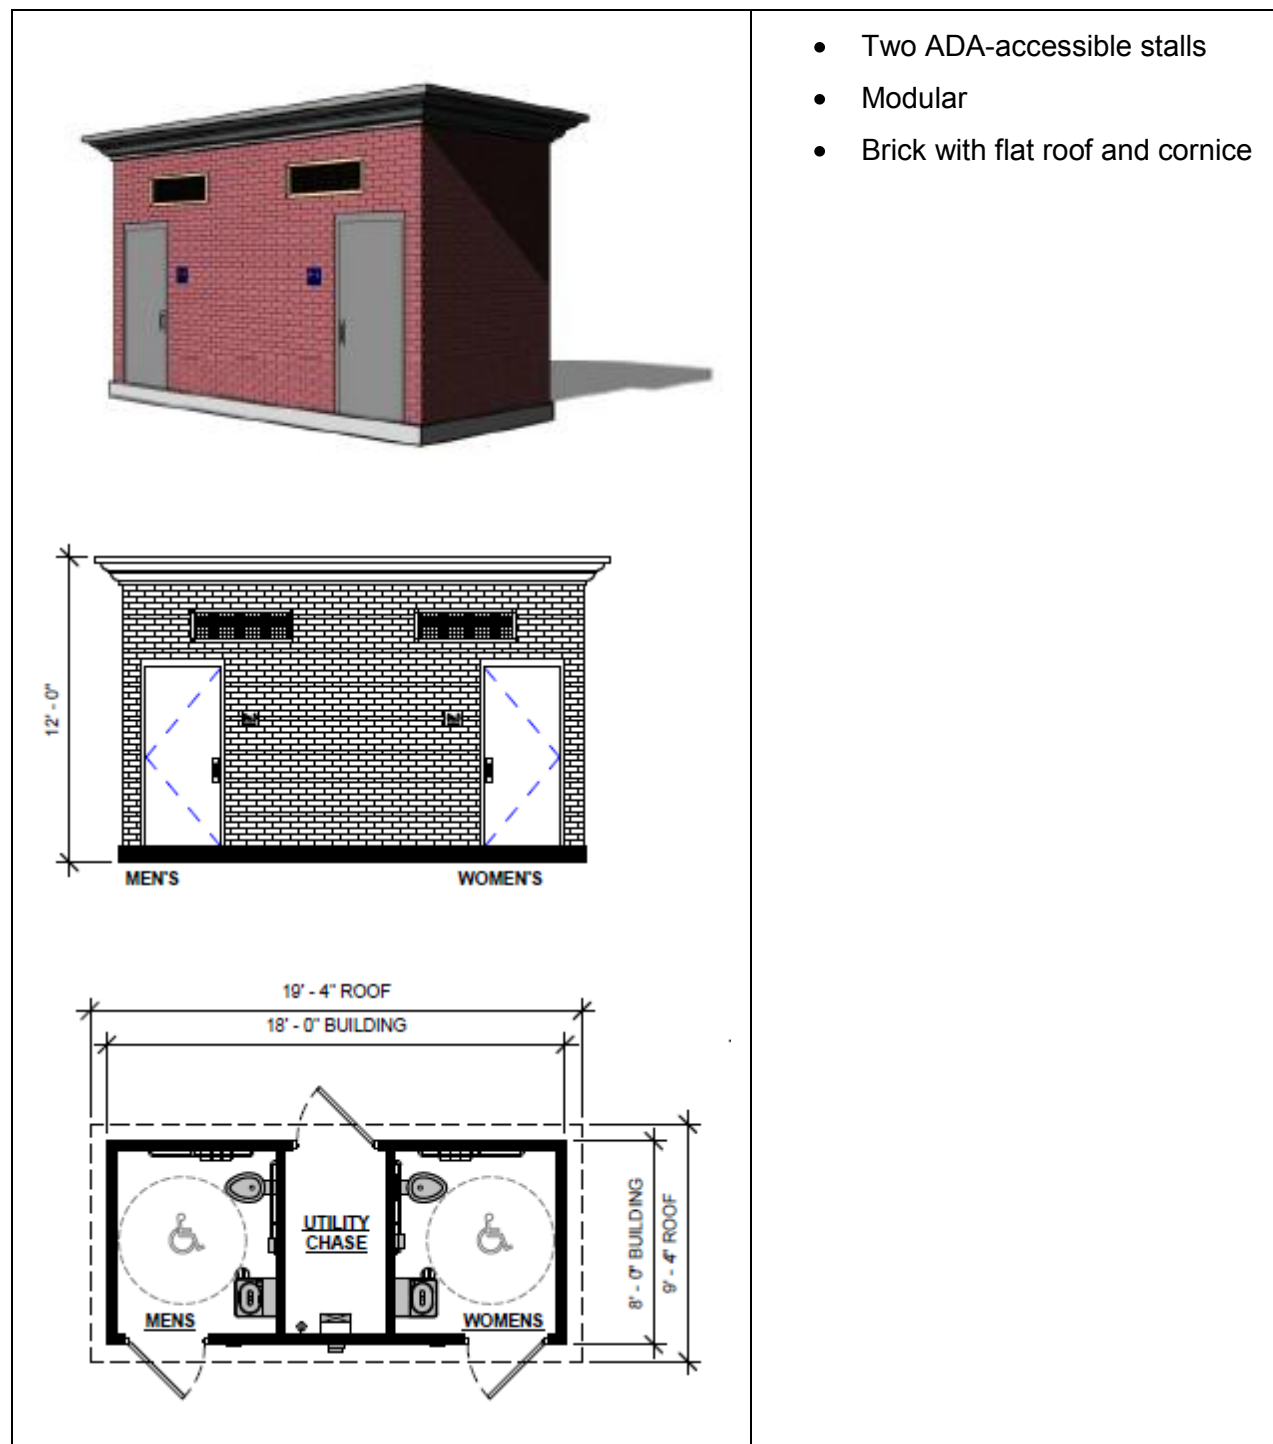 • Two ADA-accessible stalls
• Modular
• Brick with flat roof and cornice
12' - 0"
MEN'S
WOMEN'S
19' - 4" ROOF
18' - 0" BUILDING
UTILITY
CHASE
8' - 0" BUILDING
9' - 4" ROOF
MENS
WOMENS